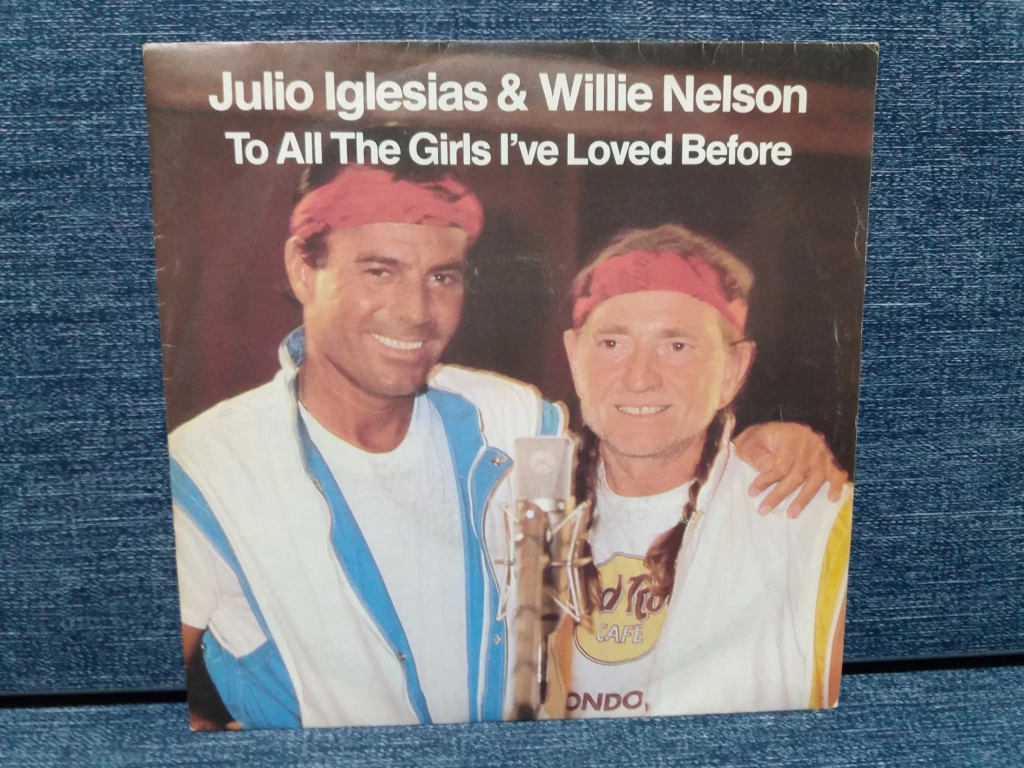 Julio Iglesias & Willie Nelson
To All The Girls I've Loved Before
CAFE
ONDO,